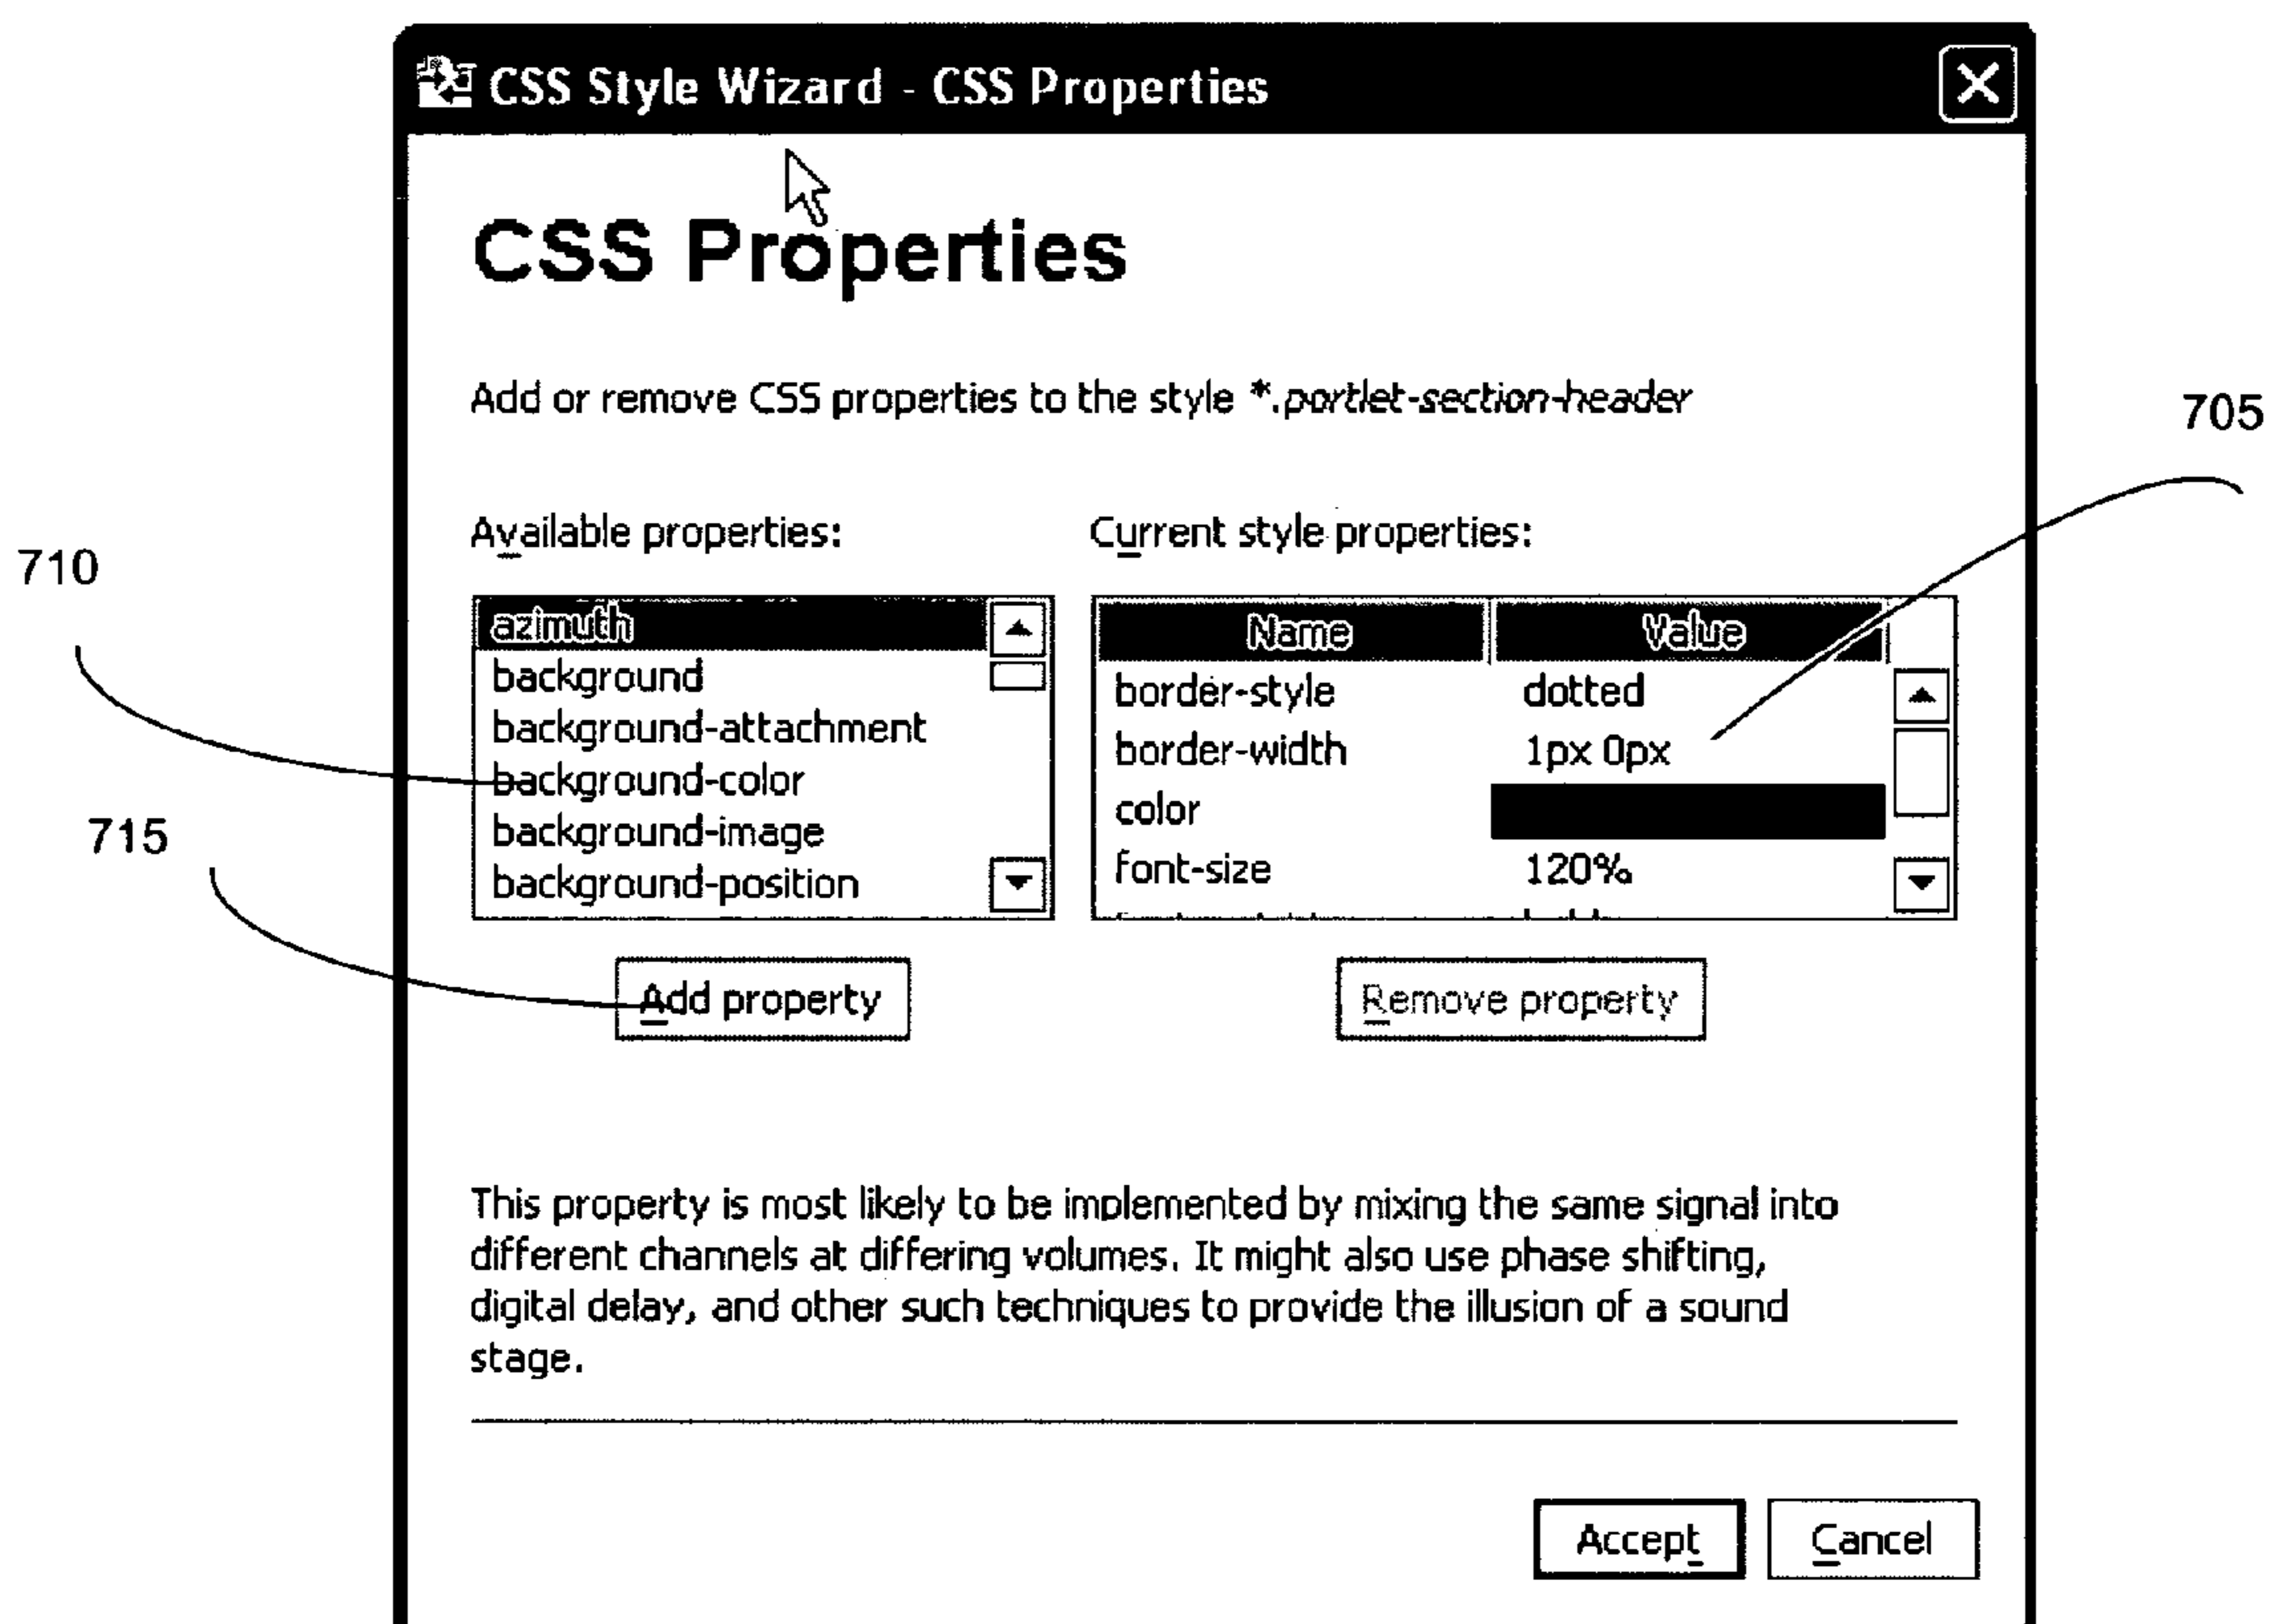 CSS Style Wizard - CSS Properties
CSS Properties
Add or remove CSS properties to the style *.portlet-section-header
705
Available properties:
Current style properties:
710
azimuth
background
background-attachment
background-color
background-image
background-position
Name Value
border-style dotted
border-width 1px 0px
color
font-size 120%
715
Add property
Remove property
This property is most likely to be implemented by mixing the same signal into
different channels at differing volumes. It might also use phase shifting,
digital delay, and other such techniques to provide the illusion of a sound
stage.
Accept Cancel